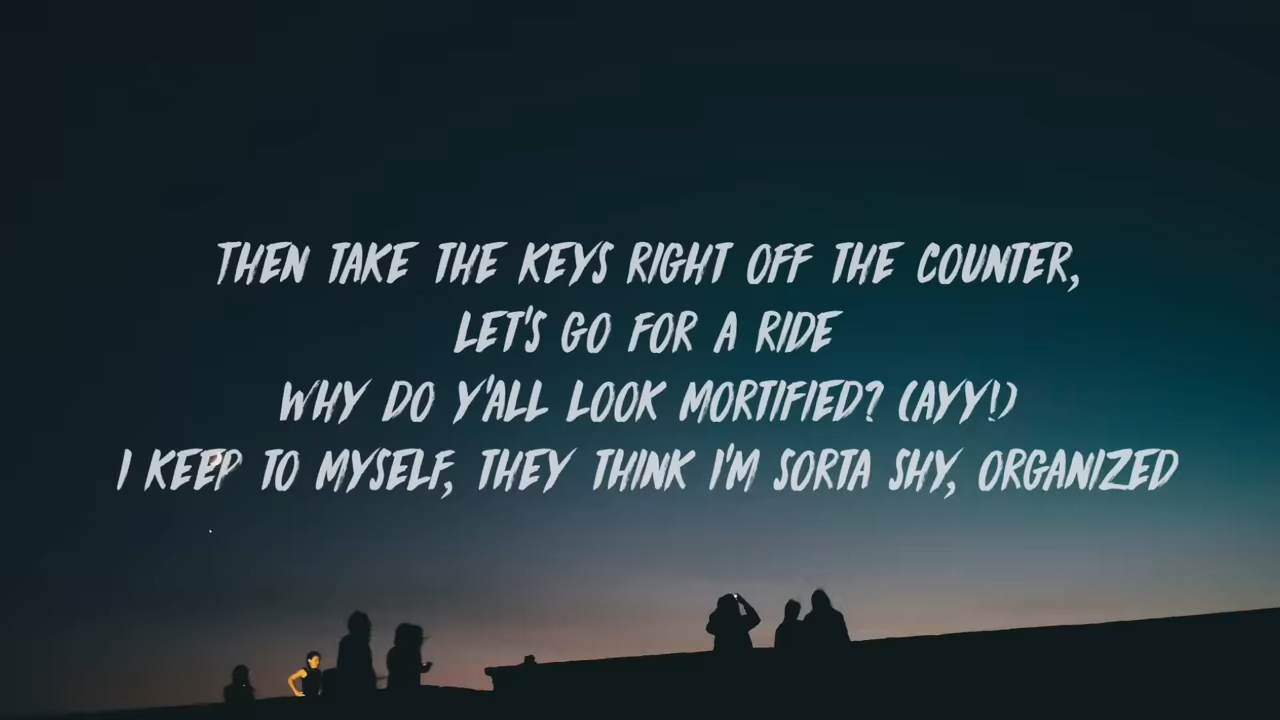 THEN TAKE THE KEYS RIGHT OFF THE COUNTER,
LET'S GO FOR A RIDE
WHY DO Y'ALL LOOK MORTIFIED? (AYY!)
I KEEP TO MYSELF, THEY THINK I'M SORTA SHY, ORGANIZED